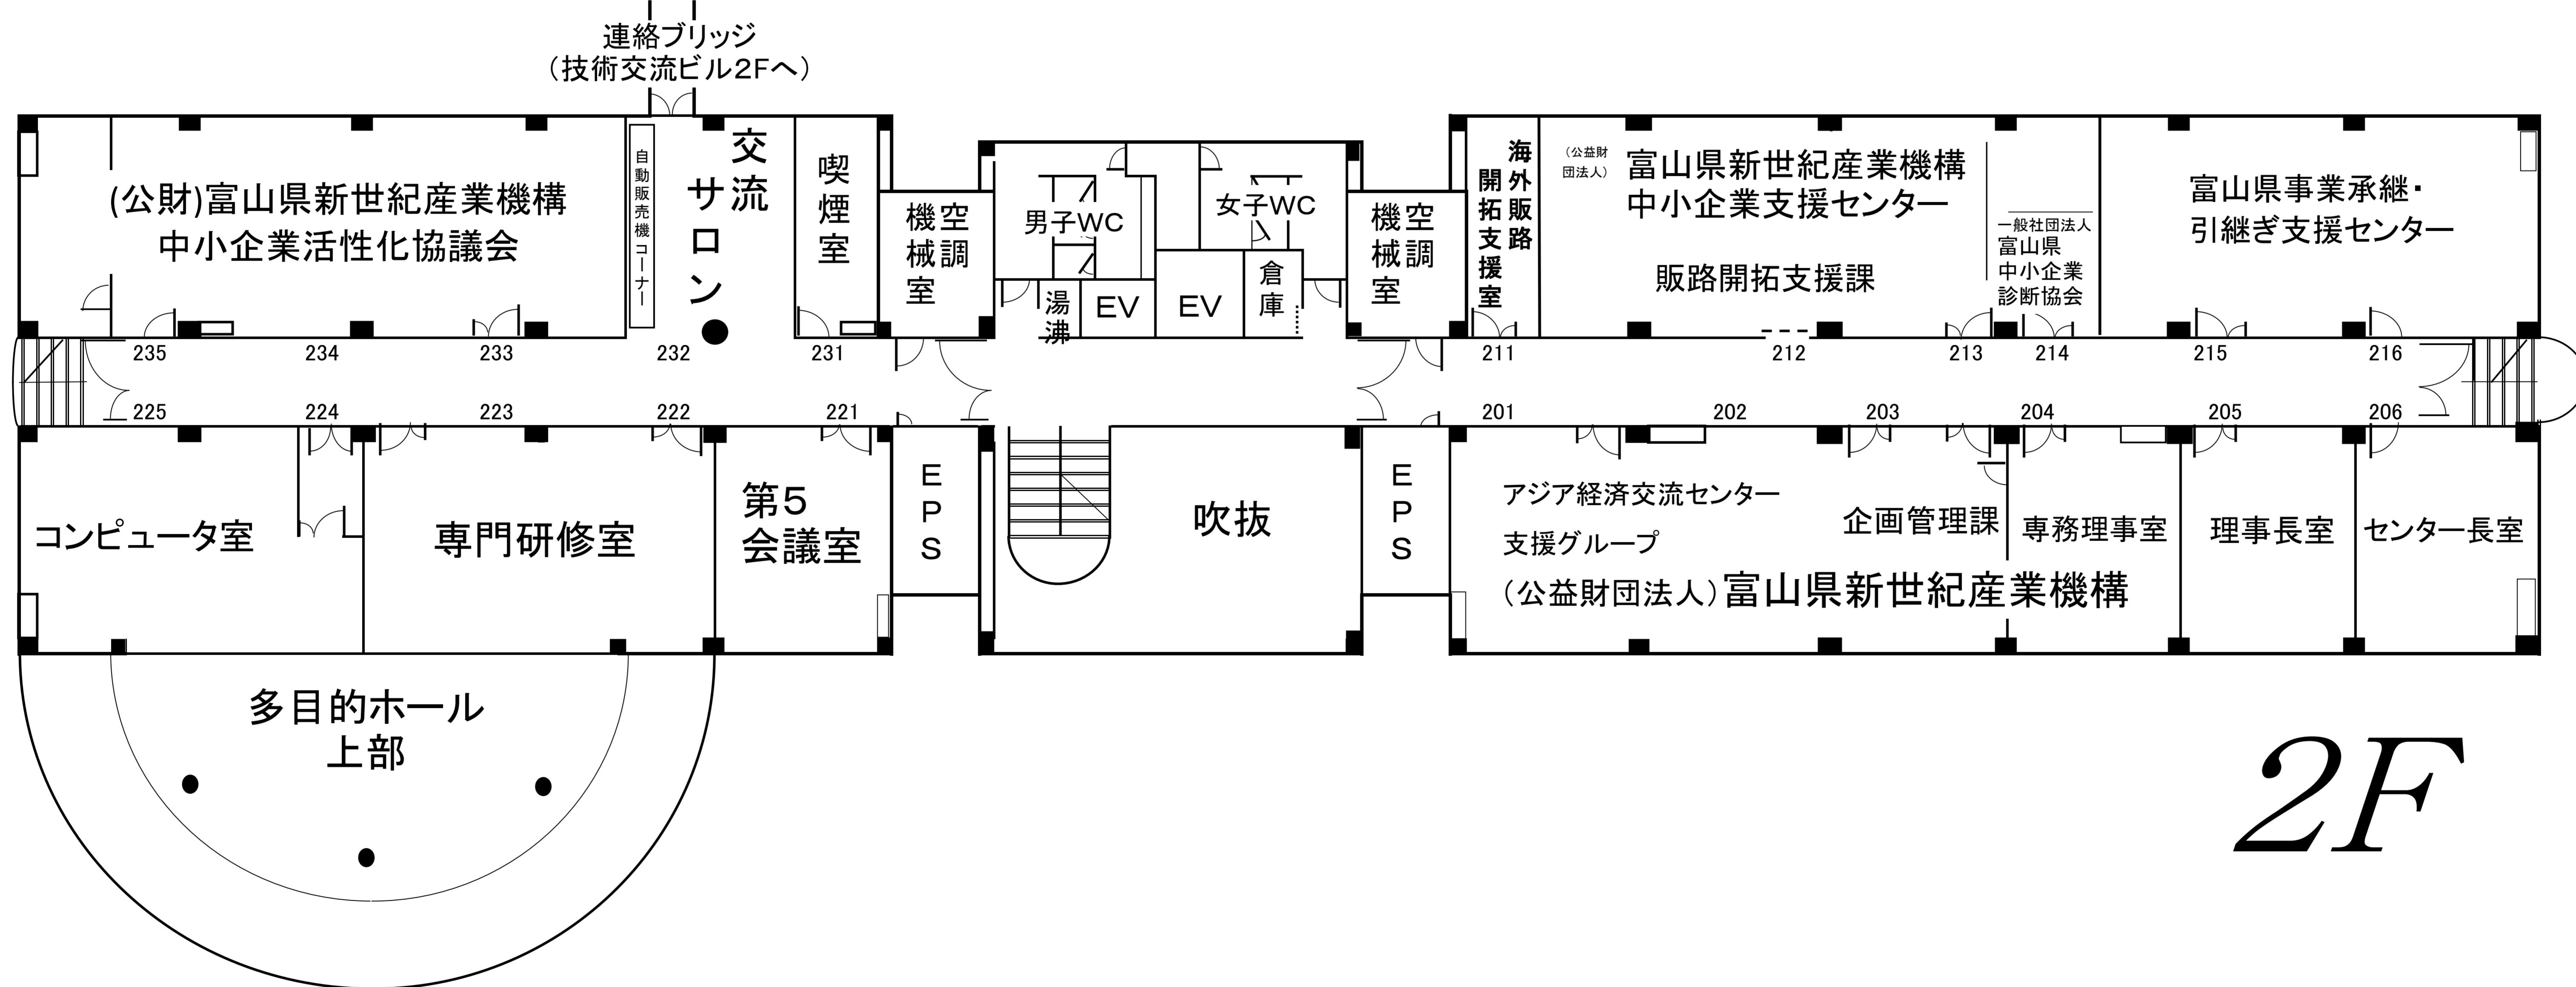 連絡ブリッジ
（技術交流ビル2Fへ）
(公財)富山県新世紀産業機構
中小企業活性化協議会
自動販売機コーナー
交流
サロン
喫煙室
空調
機械室
男子WC
女子WC
湯沸
EV
EV
倉庫
空調
機械室
海外販路
開拓支援室
（公益財
団法人）
富山県新世紀産業機構
中小企業支援センター
販路開拓支援課
一般社団法人
富山県
中小企業
診断協会
富山県事業承継・
引継ぎ支援センター
235 234 233 232 231 211 212 213 214 215 216
225 224 223 222 221 201 202 203 204 205 206
コンピュータ室
専門研修室
第5
会議室
EPS
吹抜
EPS
アジア経済交流センター
支援グループ
企画管理課
（公益財団法人）富山県新世紀産業機構
専務理事室
理事長室
センター長室
多目的ホール
上部
2F